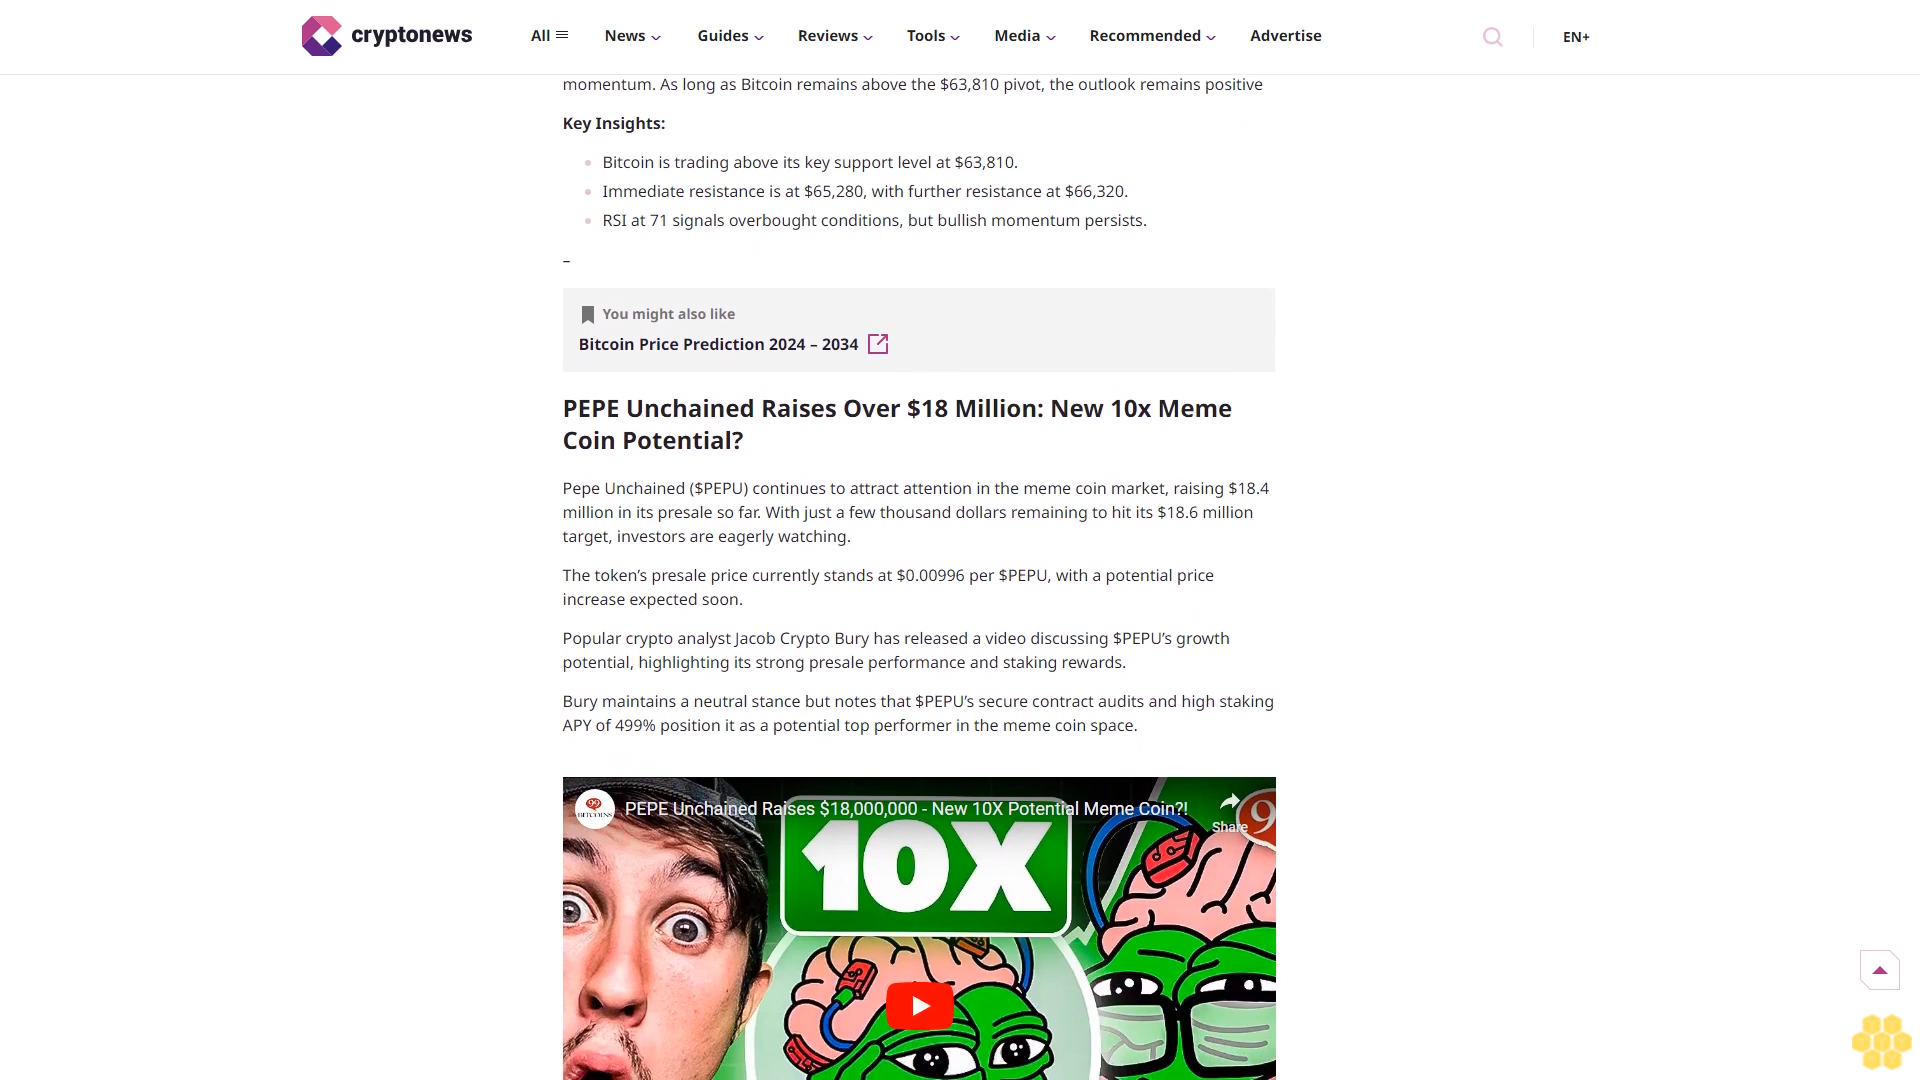 cryptonews
All
News
Guides
Reviews
Tools
Media
Recommended
Advertise
EN+
momentum. As long as Bitcoin remains above the $63,810 pivot, the outlook remains positive
Key Insights:
Bitcoin is trading above its key support level at $63,810.
Immediate resistance is at $65,280, with further resistance at $66,320.
RSI at 71 signals overbought conditions, but bullish momentum persists.
–
You might also like
Bitcoin Price Prediction 2024 – 2034
PEPE Unchained Raises Over $18 Million: New 10x Meme
Coin Potential?
Pepe Unchained ($PEPU) continues to attract attention in the meme coin market, raising $18.4
million in its presale so far. With just a few thousand dollars remaining to hit its $18.6 million
target, investors are eagerly watching.
The token’s presale price currently stands at $0.00996 per $PEPU, with a potential price
increase expected soon.
Popular crypto analyst Jacob Crypto Bury has released a video discussing $PEPU’s growth
potential, highlighting its strong presale performance and staking rewards.
Bury maintains a neutral stance but notes that $PEPU’s secure contract audits and high staking
APY of 499% position it as a potential top performer in the meme coin space.
99
BITCOINS
PEPE Unchained Raises $18,000,000 - New 10X Potential Meme Coin?!
Share
10X